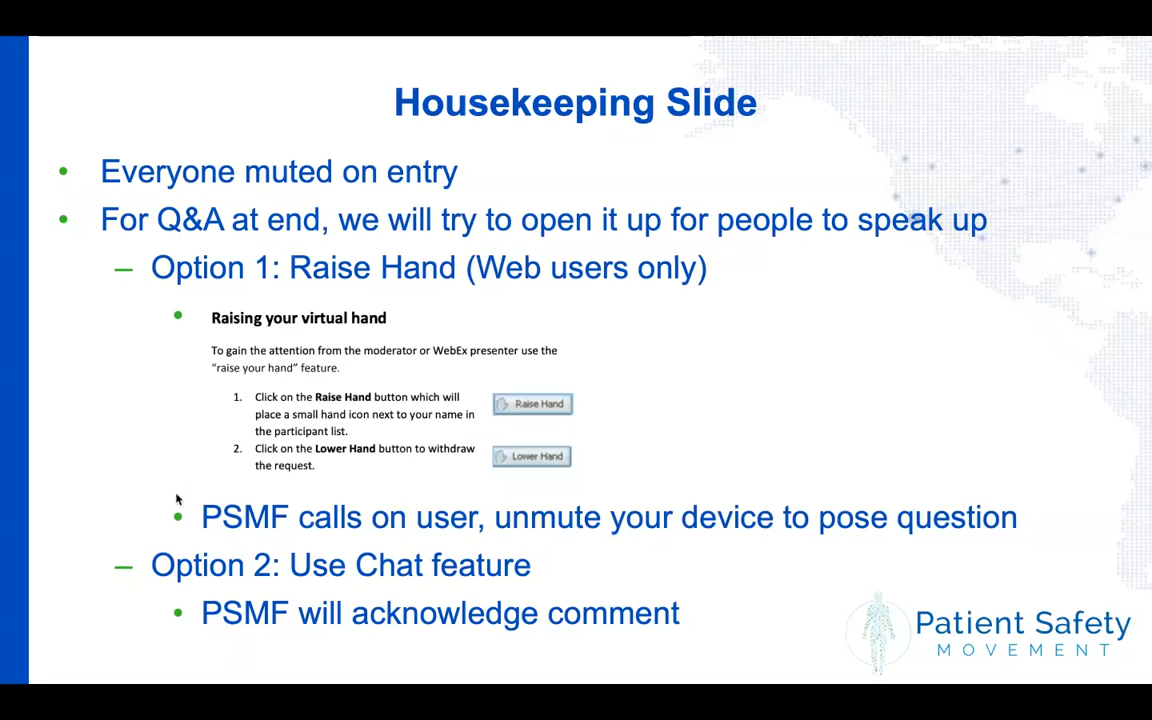 Housekeeping Slide
• Everyone muted on entry
• For Q&A at end, we will try to open it up for people to speak up
– Option 1: Raise Hand (Web users only)
• Raising your virtual hand
To gain the attention from the moderator or WebEx presenter use the
“raise your hand” feature.
1. Click on the Raise Hand button which will
place a small hand icon next to your name in
the participant list.
Raise Hand
2. Click on the Lower Hand button to withdraw
the request.
Lower Hand
• PSMF calls on user, unmute your device to pose question
– Option 2: Use Chat feature
• PSMF will acknowledge comment
Patient Safety
MOVEMENT